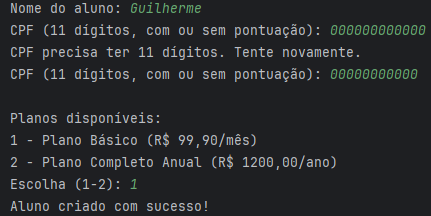 Nome do aluno: Guilherme
CPF (11 dígitos, com ou sem pontuação): 000000000000
CPF precisa ter 11 dígitos. Tente novamente.
CPF (11 dígitos, com ou sem pontuação): 00000000000
Planos disponíveis:
1 - Plano Básico (R$ 99,90/mês)
2 - Plano Completo Anual (R$ 1200,00/ano)
Escolha (1-2): 1
Aluno criado com sucesso!